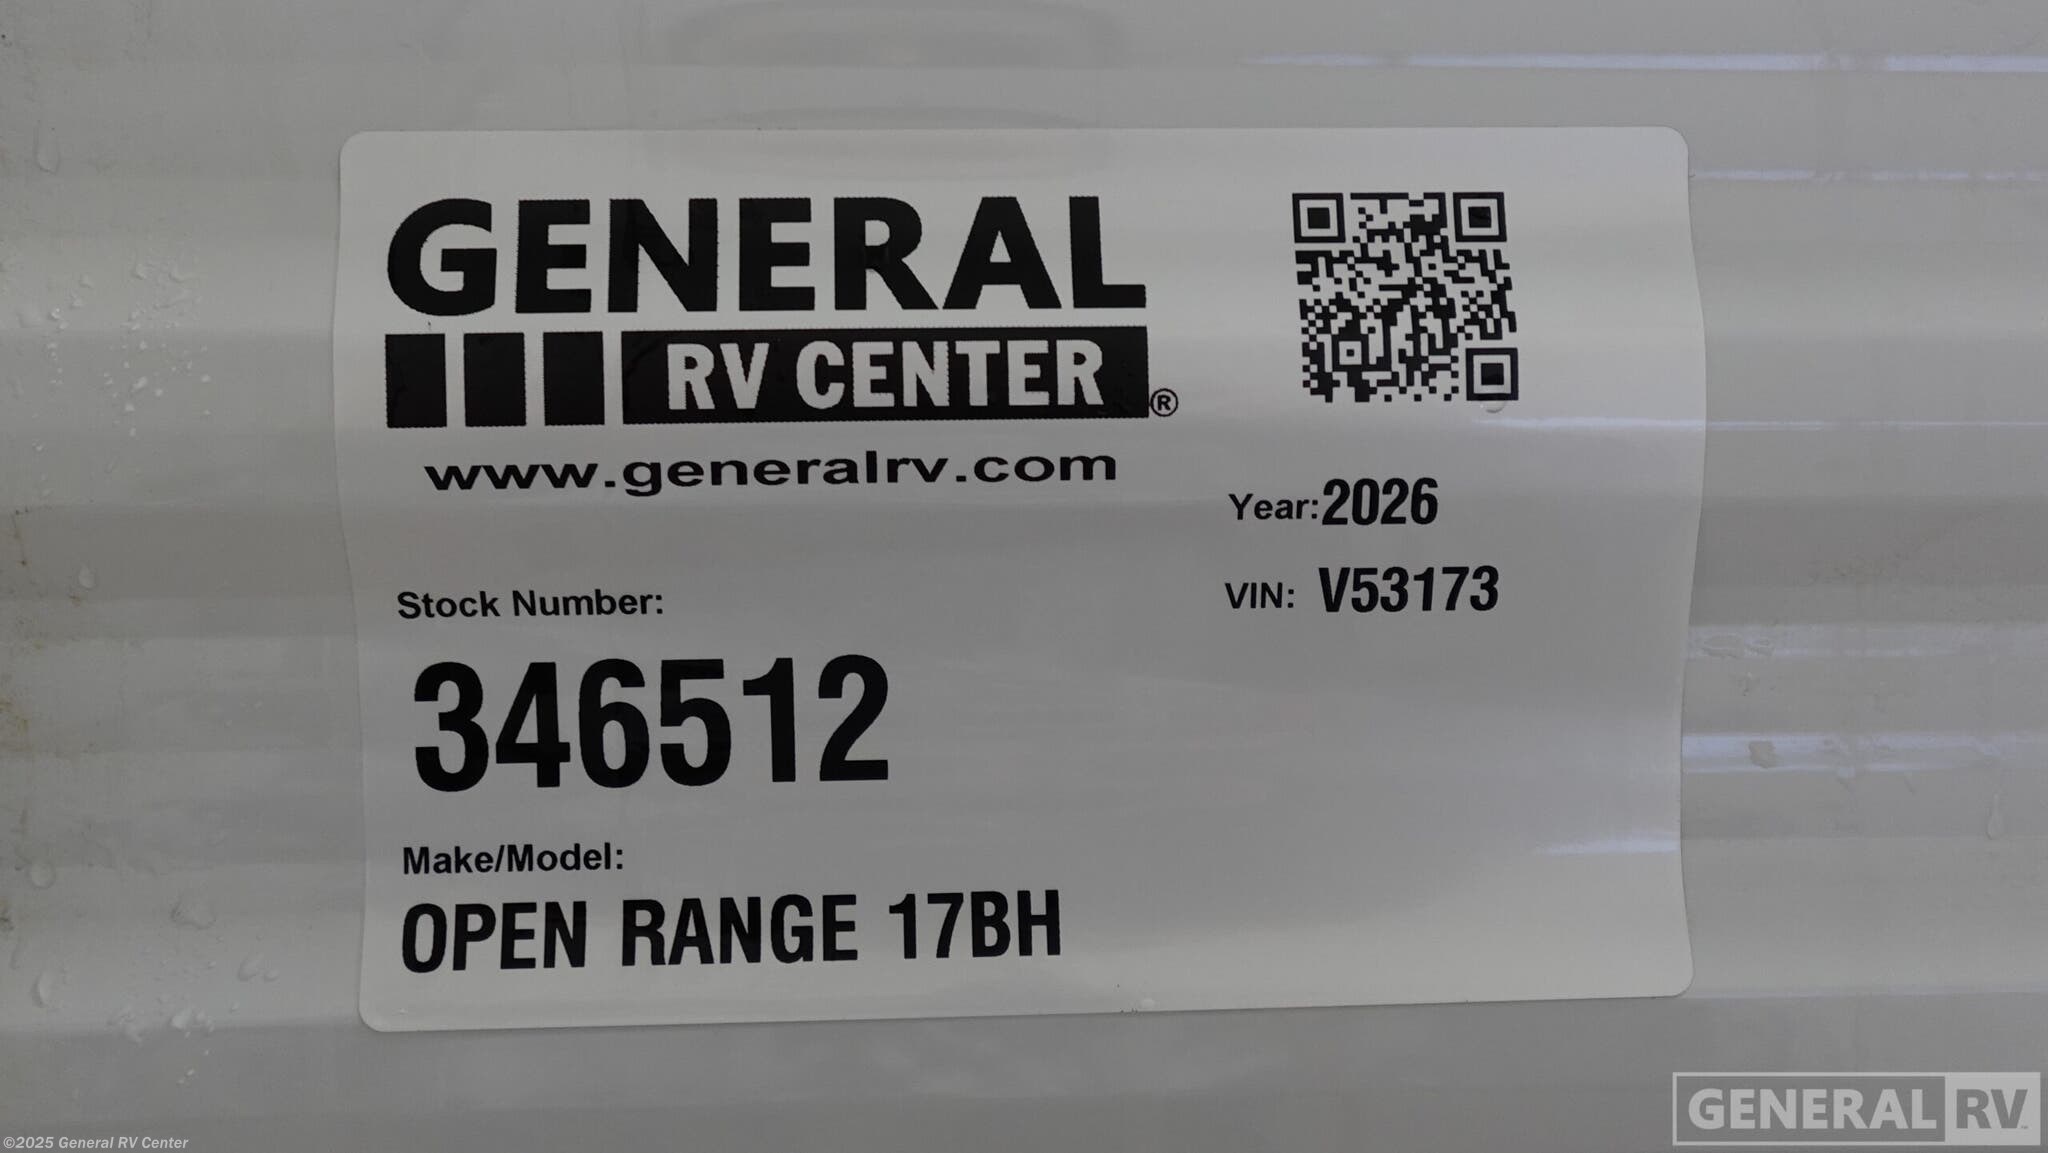 GENERAL
RV CENTER®
www.generalrv.com
Year: 2026
VIN: V53173
Stock Number:
346512
Make/Model:
OPEN RANGE 17BH
©2025 General RV Center
GENERAL RV™